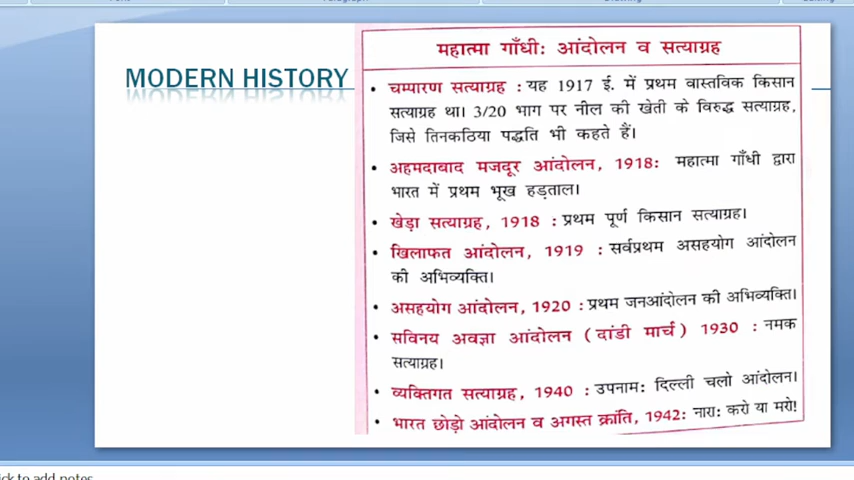 MODERN HISTORY
महात्मा गाँधी: आंदोलन व सत्याग्रह
• चम्पारण सत्याग्रह : यह 1917 ई. में प्रथम वास्तविक किसान
सत्याग्रह था। 3/20 भाग पर नील की खेती के विरुद्ध सत्याग्रह,
जिसे तिनकठिया पद्धति भी कहते हैं।
• अहमदाबाद मजदूर आंदोलन, 1918: महात्मा गाँधी द्वारा
भारत में प्रथम भूख हड़ताल।
• खेड़ा सत्याग्रह, 1918 : प्रथम पूर्ण किसान सत्याग्रह।
• खिलाफत आंदोलन, 1919 : सर्वप्रथम असहयोग आंदोलन
की अभिव्यक्ति।
• असहयोग आंदोलन, 1920 : प्रथम जनआंदोलन की अभिव्यक्ति।
• सविनय अवज्ञा आंदोलन (दांडी मार्च) 1930 : नमक
सत्याग्रह।
• व्यक्तिगत सत्याग्रह, 1940 : उपनाम: दिल्ली चलो आंदोलन।
• भारत छोड़ो आंदोलन व अगस्त क्रांति, 1942: नारा: करो या मरो!
to add notes